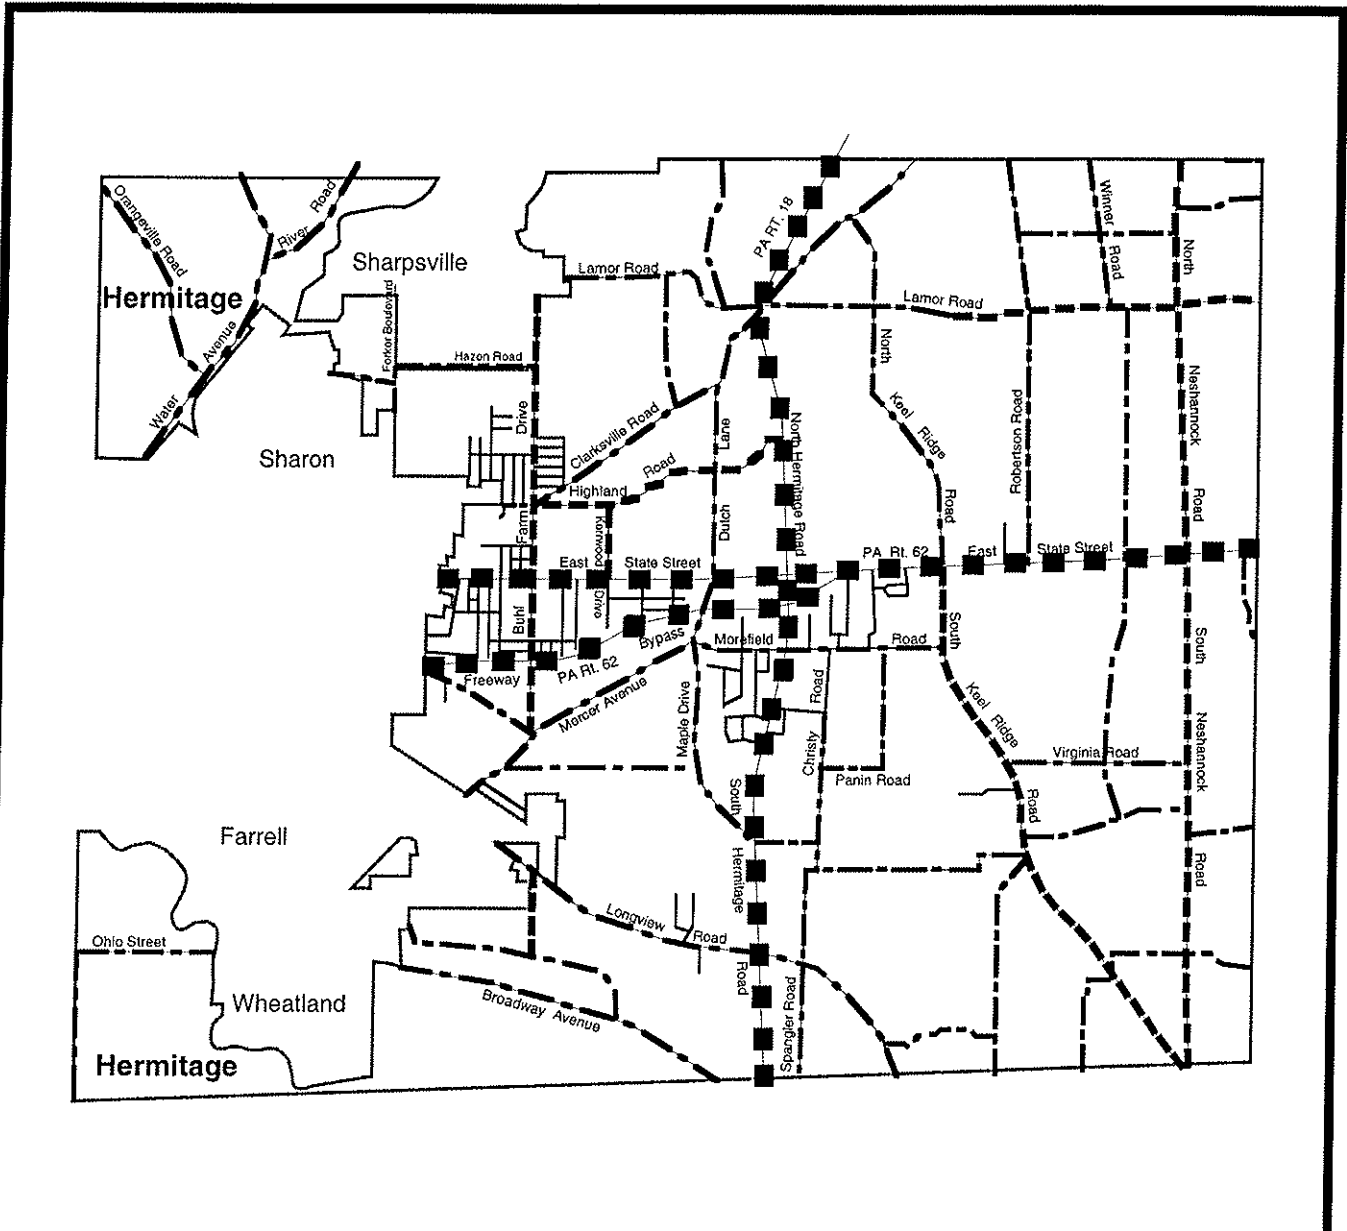 Orangeville Road
River Road
Hermitage
Water Avenue
Sharpsville
Forker Boulevard
Sharon
Hazen Road
Lamor Road
PA RT. 18
Lamor Road
Winner Road
North Neshannock Road
North Keel Ridge Road
Robertson Road
Clarksville Road
Highland Road
Dutch Lane
North Hermitage Road
Buhl Farm Drive
Kerrwood Drive
East State Street
PA Rt. 62
East State Street
Freeway
PA Rt. 62
Bypass
Mercer Avenue
Morefield Road
Maple Drive
Christy Road
Panin Road
South Keel Ridge Road
Virginia Road
South Neshannock Road
South Hermitage Road
Farrell
Longview Road
Spangler Road
Ohio Street
Wheatland
Broadway Avenue
Hermitage